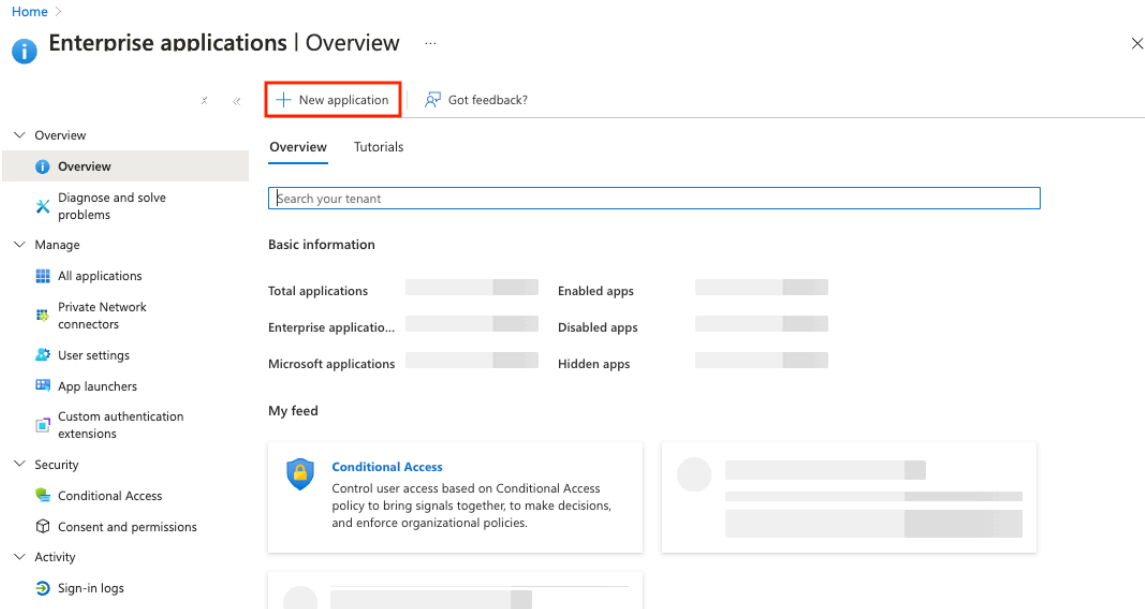 Home >
Enterprise applications | Overview ...
New application
Got feedback?
Overview
Overview
Diagnose and solve
problems
Manage
All applications
Private Network
connectors
User settings
App launchers
Custom authentication
extensions
Security
Conditional Access
Consent and permissions
Activity
Sign-in logs
Overview Tutorials
Search your tenant
Basic information
Total applications
Enabled apps
Enterprise applicatio...
Disabled apps
Microsoft applications
Hidden apps
My feed
Conditional Access
Control user access based on Conditional Access
policy to bring signals together, to make decisions,
and enforce organizational policies.